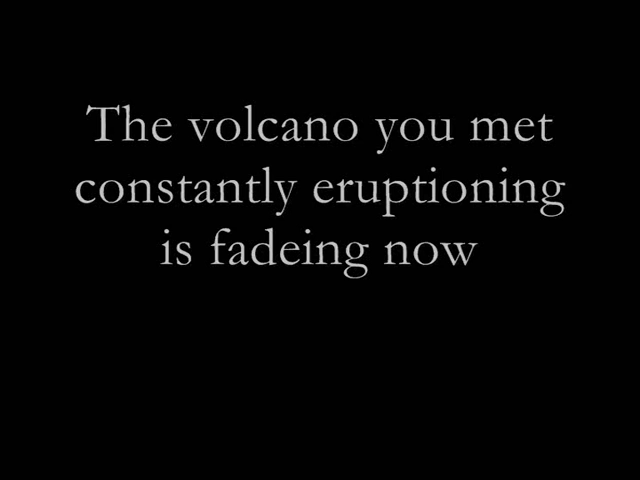 The volcano you met
constantly eruptioning
is fadeing now